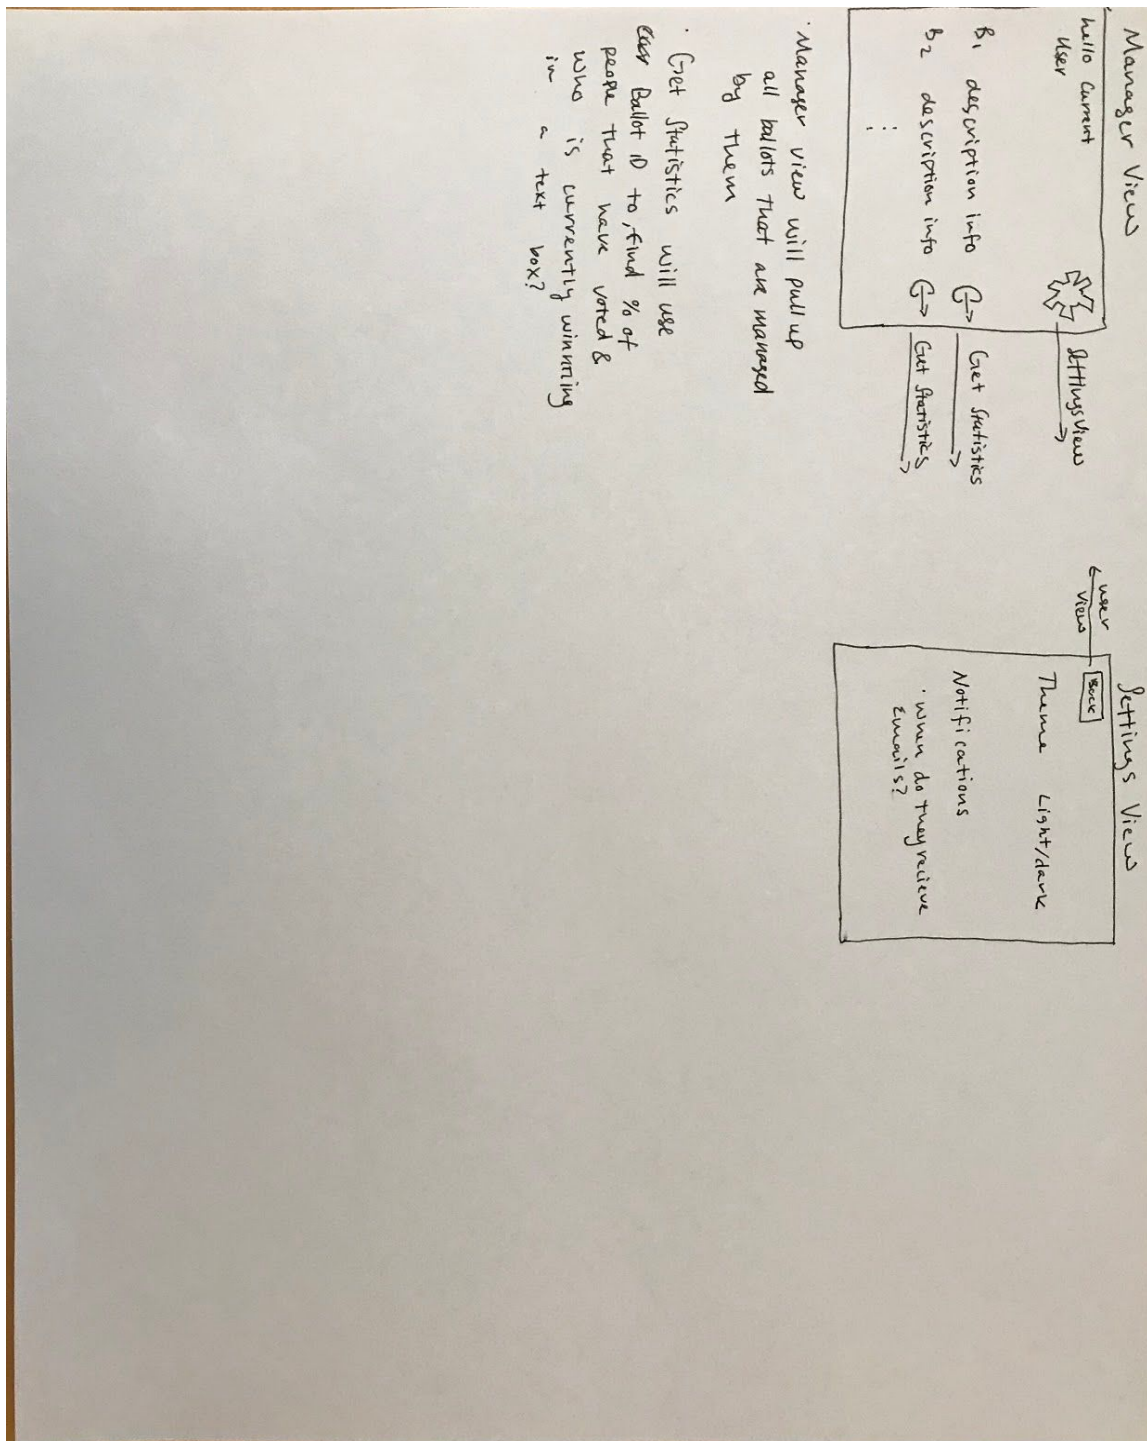 Manager View
hello current
user
Settings View
B1 description info
Get Statistics
B2 description info
Get Statistics
· Manager view will pull up
all ballots that are managed
by them
· Get Statistics will use
Ballot ID to, find % of
people that have voted &
who is currently winning
in a text box?
Settings View
user
view
Back
Theme Light/dark
Notifications
· when do they recieve
Emails?